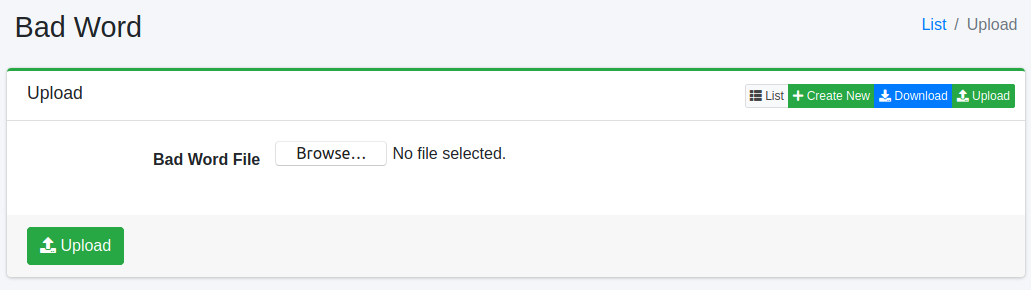 Bad Word
List / Upload
Upload
List Create New Download Upload
Bad Word File Browse... No file selected.
Upload